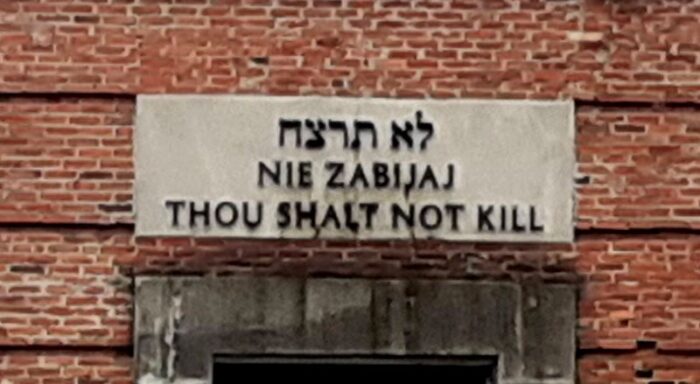 לא תרצח
NIE ZABIJAJ
THOU SHALT NOT KILL